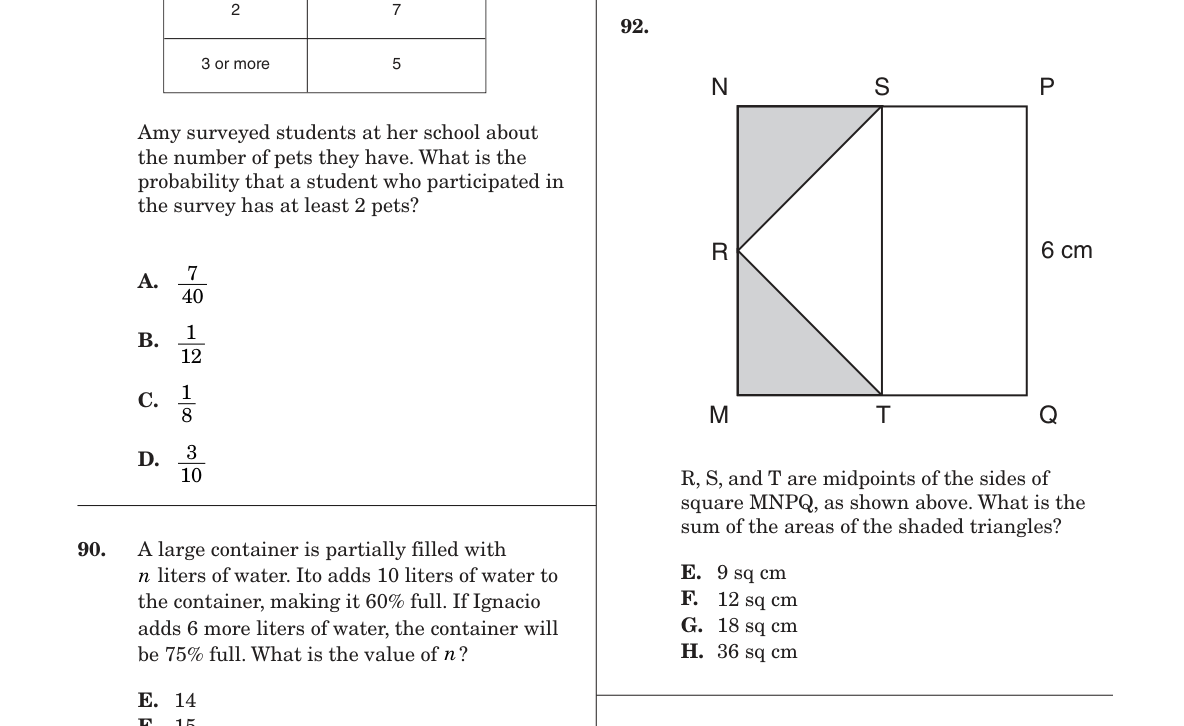 2 7
3 or more 5
Amy surveyed students at her school about
the number of pets they have. What is the
probability that a student who participated in
the survey has at least 2 pets?
A. 7/40
B. 1/12
C. 1/8
D. 3/10
90. A large container is partially filled with
n liters of water. Ito adds 10 liters of water to
the container, making it 60% full. If Ignacio
adds 6 more liters of water, the container will
be 75% full. What is the value of n?
E. 14
F. 15
92.
N S P
R 6 cm
M T Q
R, S, and T are midpoints of the sides of
square MNPQ, as shown above. What is the
sum of the areas of the shaded triangles?
E. 9 sq cm
F. 12 sq cm
G. 18 sq cm
H. 36 sq cm